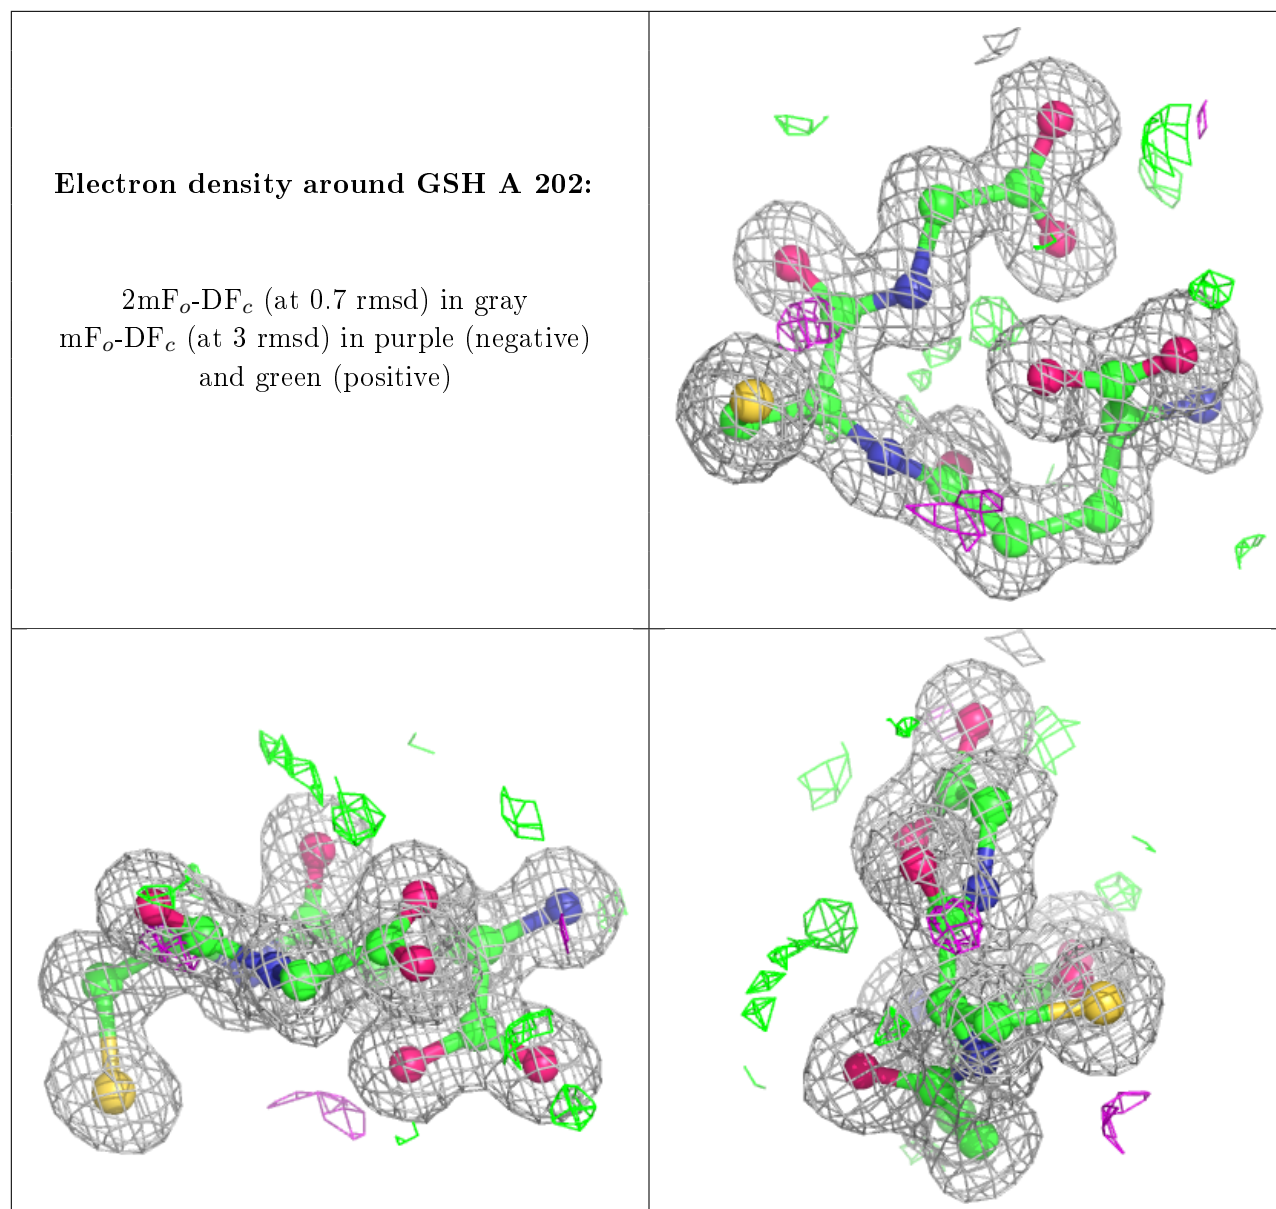 Electron density around GSH A 202:
2mFo-DFc (at 0.7 rmsd) in gray
mFo-DFc (at 3 rmsd) in purple (negative)
and green (positive)